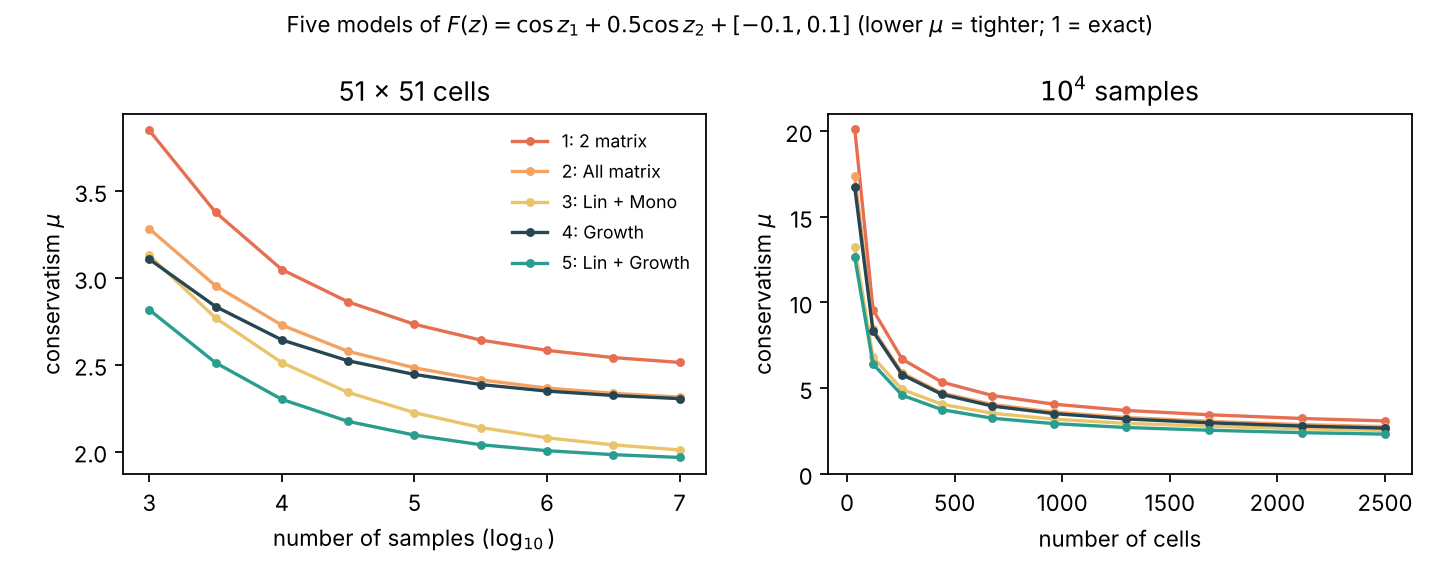 Five models of F(z) = cos z₁ + 0.5cos z₂ + [−0.1, 0.1] (lower μ = tighter; 1 = exact)
51 × 51 cells
conservatism μ
3.5
3.0
2.5
2.0
3 4 5 6 7
number of samples (log₁₀)
1: 2 matrix
2: All matrix
3: Lin + Mono
4: Growth
5: Lin + Growth
10⁴ samples
conservatism μ
20
15
10
5
0
0 500 1000 1500 2000 2500
number of cells